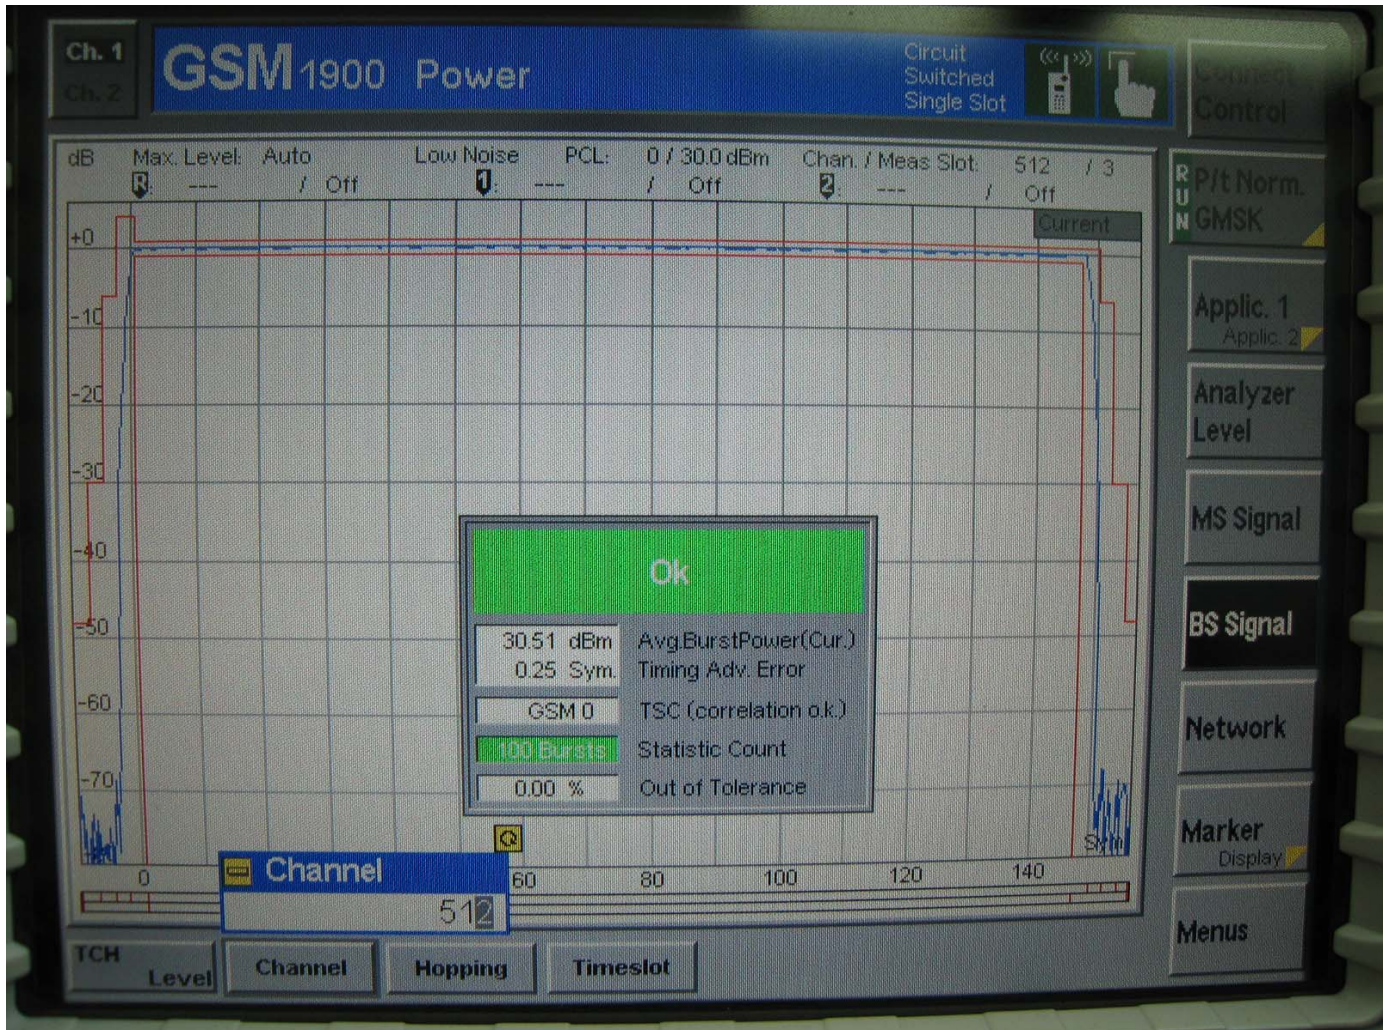 Ch. 1
Ch. 2
GSM 1900 Power
Circuit
Switched
Single Slot
Connect
Control
dB Max. Level: Auto Low Noise PCL: 0 / 30.0 dBm Chan. / Meas Slot: 512 / 3
R: --- / Off 1: --- / Off 2 --- / Off
Current
+0
-10
-20
-30
-40
-50
-60
-70
Ok
30.51 dBm Avg.BurstPower(Cur.)
0.25 Sym. Timing Adv. Error
GSM 0 TSC (correlation o.k.)
100 Bursts Statistic Count
0.00 % Out of Tolerance
Sym
0 60 80 100 120 140
Channel
512
TCH
Level
Channel
Hopping
Timeslot
RUN
P/t Norm.
GMSK
Applic. 1
Applic. 2
Analyzer
Level
MS Signal
BS Signal
Network
Marker
Display
Menus